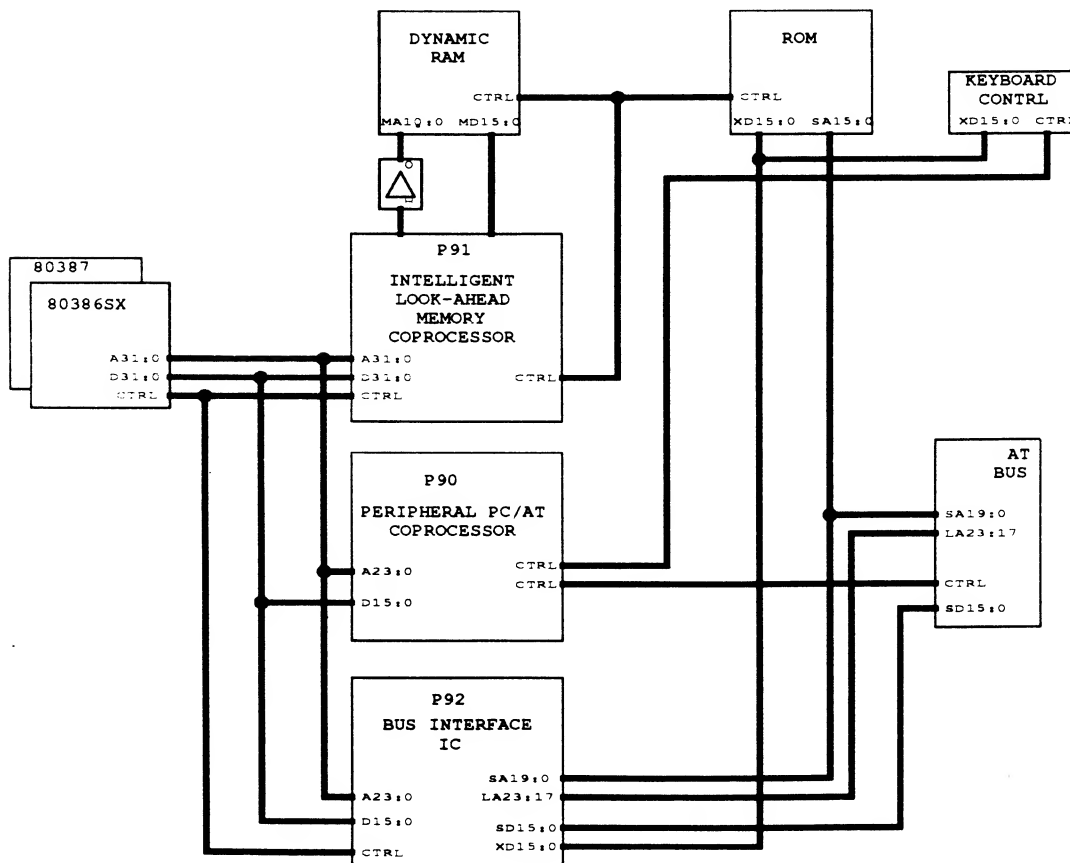 DYNAMIC
RAM
CTRL
MA10:0 MD15:0
ROM
CTRL
XD15:0 SA15:0
KEYBOARD
CONTRL
XD15:0 CTRL
80387
80386SX
A31:0
D31:0
CTRL
P91
INTELLIGENT
LOOK-AHEAD
MEMORY
COPROCESSOR
A31:0
D31:0
CTRL
CTRL
P90
PERIPHERAL PC/AT
COPROCESSOR
A23:0
D15:0
CTRL
CTRL
AT
BUS
SA19:0
LA23:17
CTRL
SD15:0
P92
BUS INTERFACE
IC
A23:0
D15:0
CTRL
SA19:0
LA23:17
SD15:0
XD15:0